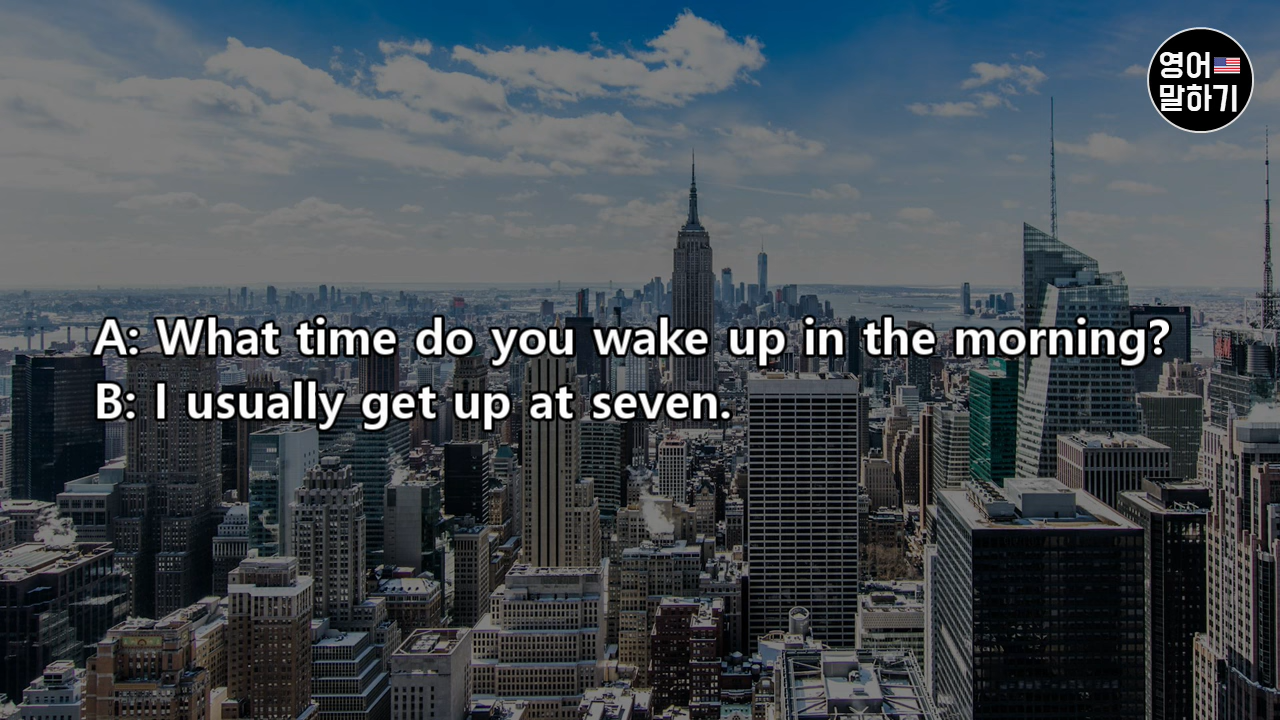 영어
말하기
A: What time do you wake up in the morning?
B: I usually get up at seven.